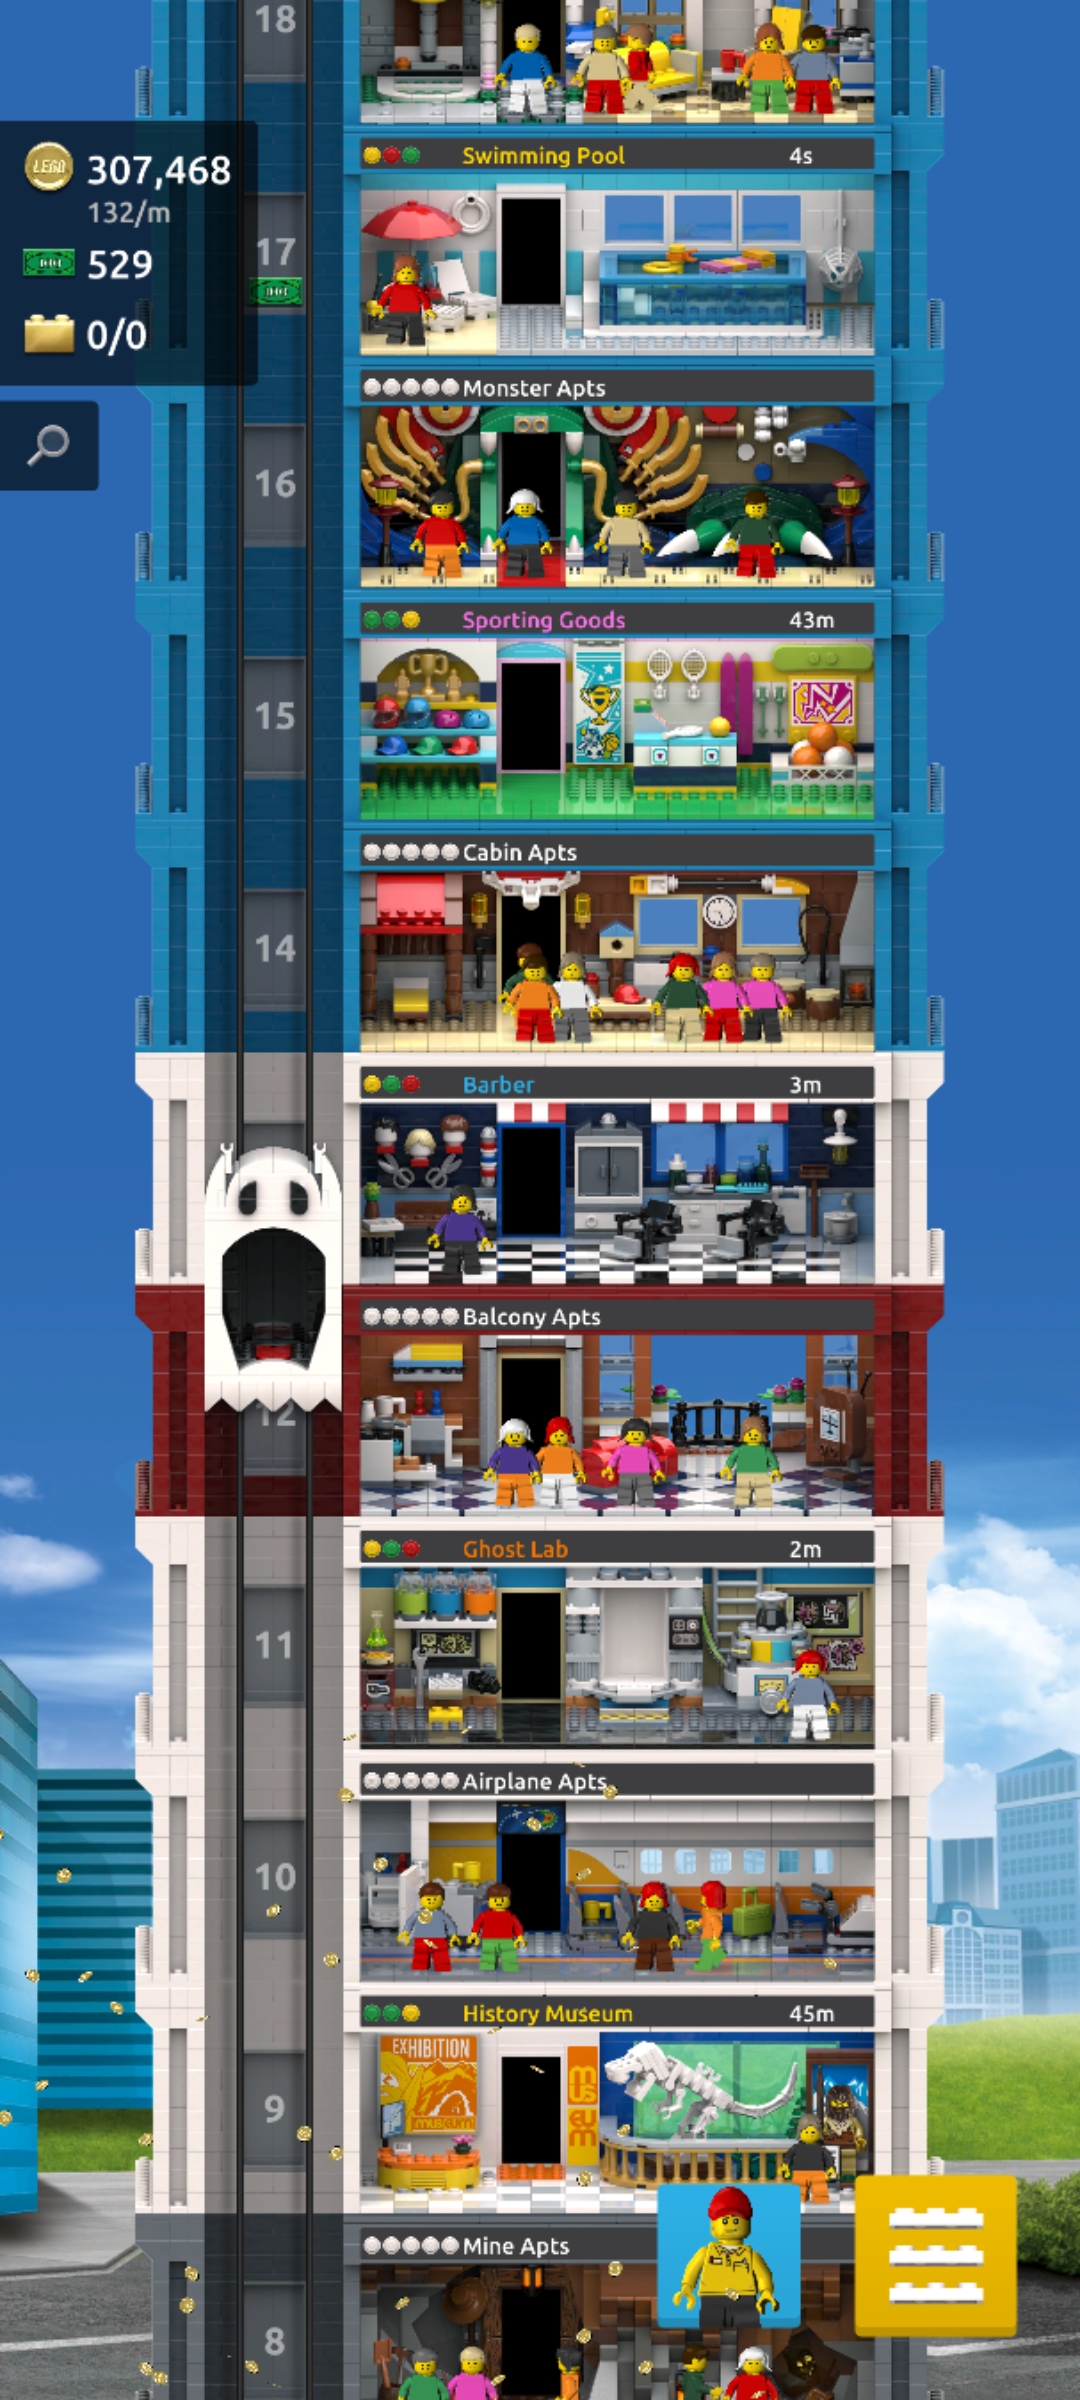 18
LEGO 307,468
132/m
529
0/0
Swimming Pool 4s
17
Monster Apts
16
Sporting Goods 43m
15
Cabin Apts
14
Barber 3m
Balcony Apts
12
Ghost Lab 2m
11
Airplane Apts
10
History Museum 45m
EXHIBITION
museum
mus
eum
9
Mine Apts
8